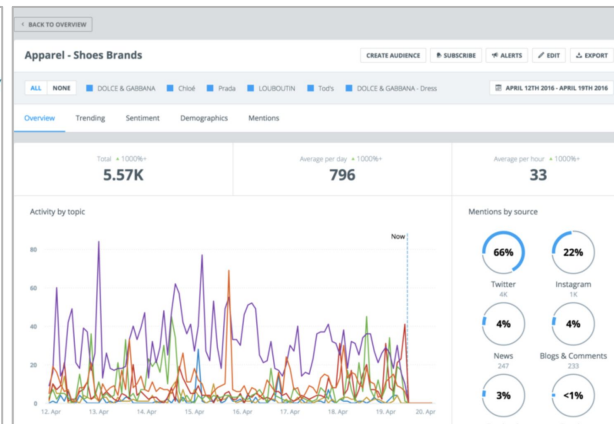 < BACK TO OVERVIEW
Apparel - Shoes Brands
CREATE AUDIENCE
SUBSCRIBE
ALERTS
EDIT
EXPORT
ALL NONE DOLCE & GABBANA Chloé Prada LOUBOUTIN Tod's DOLCE & GABBANA - Dress
APRIL 12TH 2016 - APRIL 19TH 2016
Overview Trending Sentiment Demographics Mentions
Total 1000%+
5.57K
Average per day 1000%+
796
Average per hour 1000%+
33
Activity by topic
Now
80
60
40
20
0
12. Apr 13. Apr 14. Apr 15. Apr 16. Apr 17. Apr 18. Apr 19. Apr 20. Apr
Mentions by source
66% 22%
Twitter Instagram
4K 1K
4% 4%
News Blogs & Comments
247 233
3% <1%